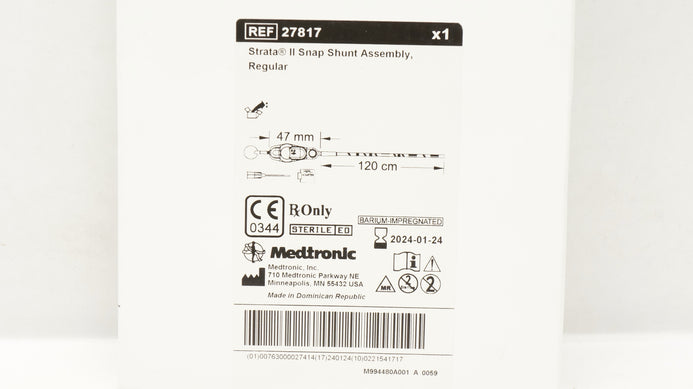 REF 27817 x1
Strata® II Snap Shunt Assembly,
Regular
47 mm
120 cm
CE
0344
Rx Only
STERILE EO
BARIUM-IMPREGNATED
2024-01-24
Medtronic
Medtronic, Inc.
710 Medtronic Parkway NE
Minneapolis, MN 55432 USA
Made in Dominican Republic
MR
2
(01)00763000027414(17)240124(10)0221541717
M994480A001 A 0059